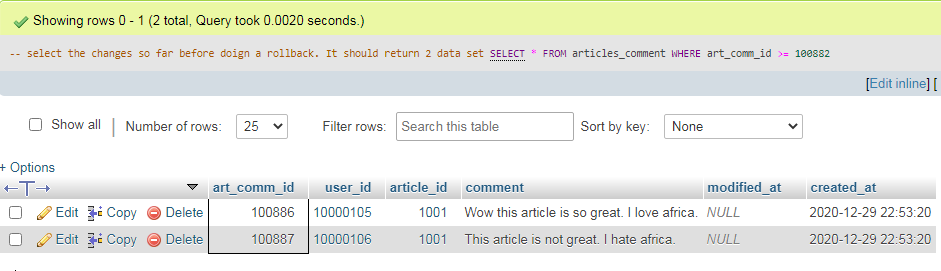 Showing rows 0 - 1 (2 total, Query took 0.0020 seconds.)
-- select the changes so far before doign a rollback. It should return 2 data set SELECT * FROM articles_comment WHERE art_comm_id >= 100882
[Edit inline] [
Show all | Number of rows: 25 Filter rows: Search this table Sort by key: None
+ Options
←T→ art_comm_id user_id article_id comment modified_at created_at
Edit Copy Delete 100886 10000105 1001 Wow this article is so great. I love africa. NULL 2020-12-29 22:53:20
Edit Copy Delete 100887 10000106 1001 This article is not great. I hate africa. NULL 2020-12-29 22:53:20